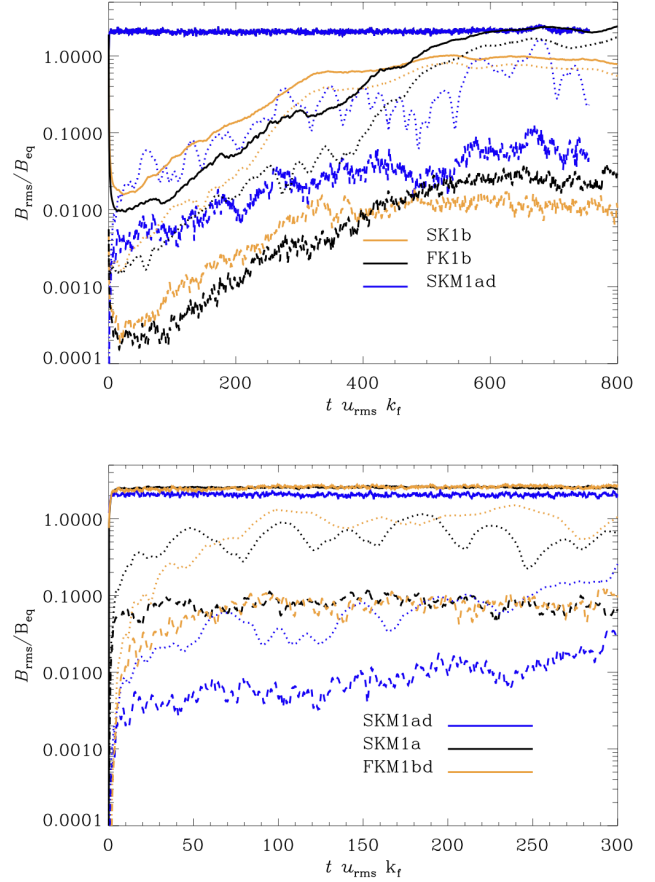 1.0000
0.1000
0.0100
0.0010
0.0001
B_rms/B_eq
SK1b
FK1b
SKM1ad
0 200 400 600 800
t u_rms k_f
1.0000
0.1000
0.0100
0.0010
0.0001
B_rms/B_eq
SKM1ad
SKM1a
FKM1bd
0 50 100 150 200 250 300
t u_rms k_f